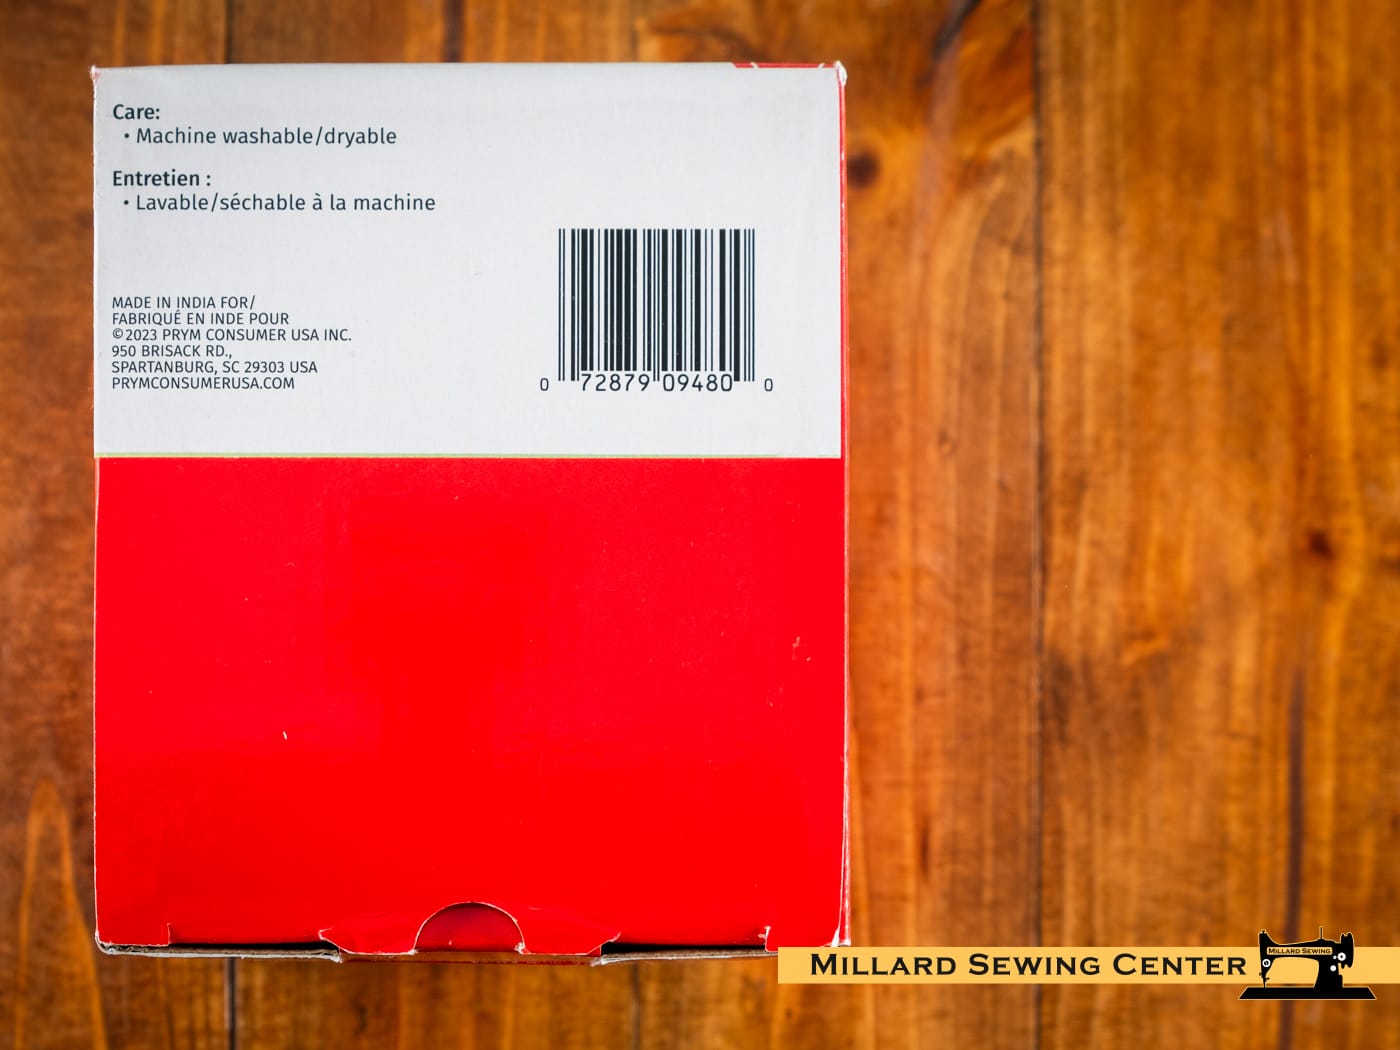 Care:
• Machine washable/dryable
Entretien :
• Lavable/séchable à la machine
MADE IN INDIA FOR/
FABRIQUÉ EN INDE POUR
©2023 PRYM CONSUMER USA INC.
950 BRISACK RD.,
SPARTANBURG, SC 29303 USA
PRYMCONSUMERUSA.COM
0 72879 09480 0
MILLARD SEWING CENTER
MILLARD SEWING